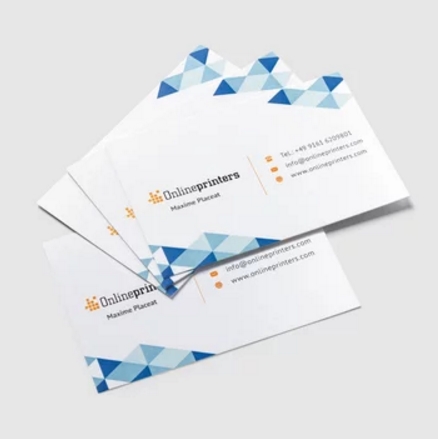 Onlineprinters
Maxime Placeat
Tel.: +49 9161 6209801
info@onlineprinters.com
www.onlineprinters.com
Onlineprin
Maxime Placeat
info@onlineprinters.com
www.onlineprinters.com